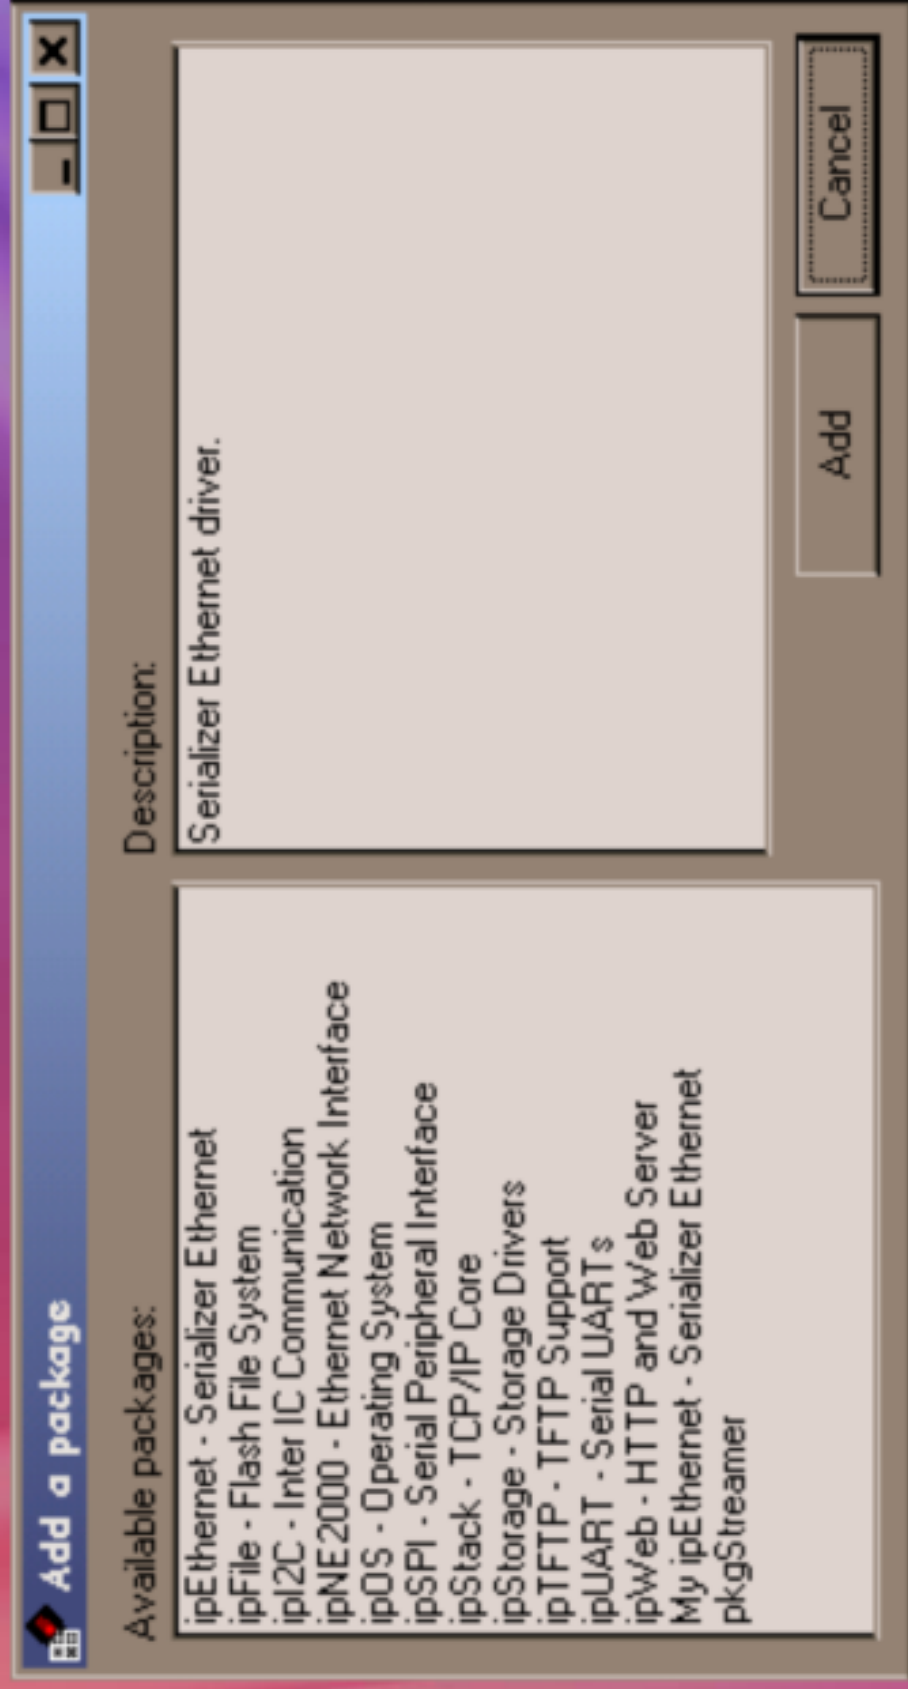 Add a package
Available packages:
ipEthernet - Serializer Ethernet
ipFile - Flash File System
ipI2C - Inter IC Communication
ipNE2000 - Ethernet Network Interface
ipOS - Operating System
ipSPI - Serial Peripheral Interface
ipStack - TCP/IP Core
ipStorage - Storage Drivers
ipTFTP - TFTP Support
ipUART - Serial UARTs
ipWeb - HTTP and Web Server
My ipEthernet - Serializer Ethernet
pkgStreamer
Description:
Serializer Ethernet driver.
Add
Cancel